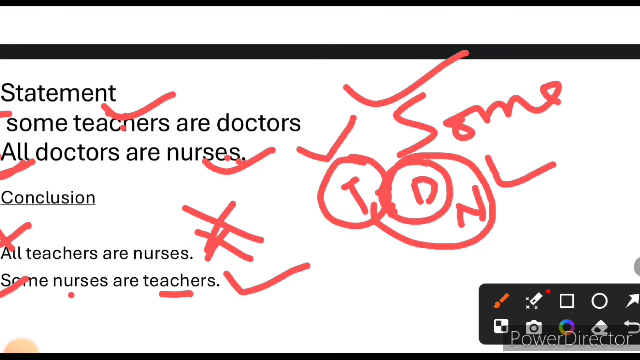 Statement
some teachers are doctors
All doctors are nurses.
Conclusion
All teachers are nurses.
Some nurses are teachers.
Some
T D N
PowerDirector